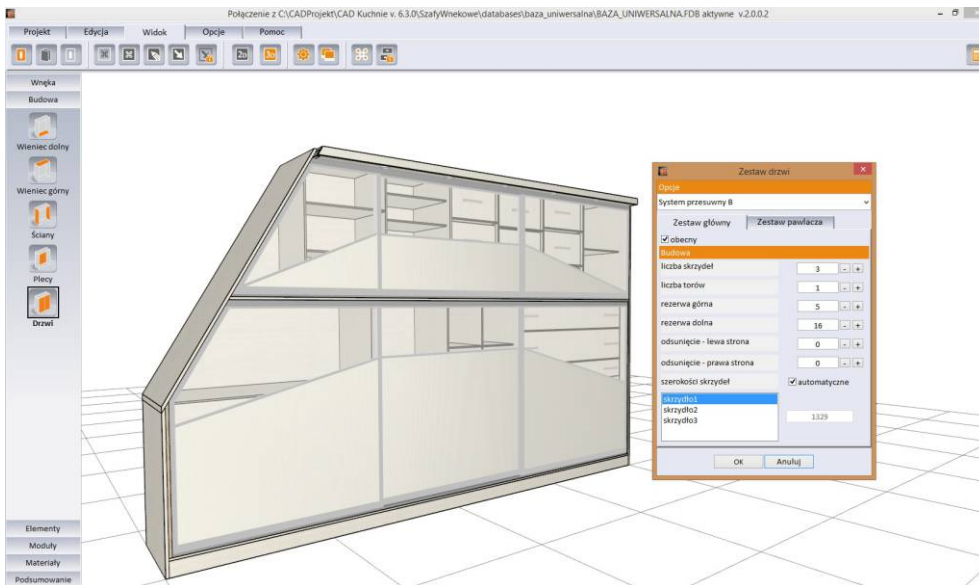 Połączenie z C:\CADProjekt\CAD Kuchnie v. 6.3.0\SzafyWnekowe\databases\baza_uniwersalna\BAZA_UNIWERSALNA.FDB aktywne v.2.0.0.2
Projekt Edycja Widok Opcje Pomoc
2D 3D
Wnęka
Budowa
Wieniec dolny
Wieniec górny
Ściany
Plecy
Drzwi
Elementy
Moduły
Materiały
Podsumowanie
Zestaw drzwi
Opcje
System przesuwny B
Zestaw główny Zestaw pawlacza
obecny
Budowa
liczba skrzydeł 3 - +
liczba torów 1 - +
rezerwa górna 5 - +
rezerwa dolna 16 - +
odsunięcie - lewa strona 0 - +
odsunięcie - prawa strona 0 - +
szerokości skrzydeł automatyczne
skrzydło1
skrzydło2
skrzydło3
1329
OK Anuluj